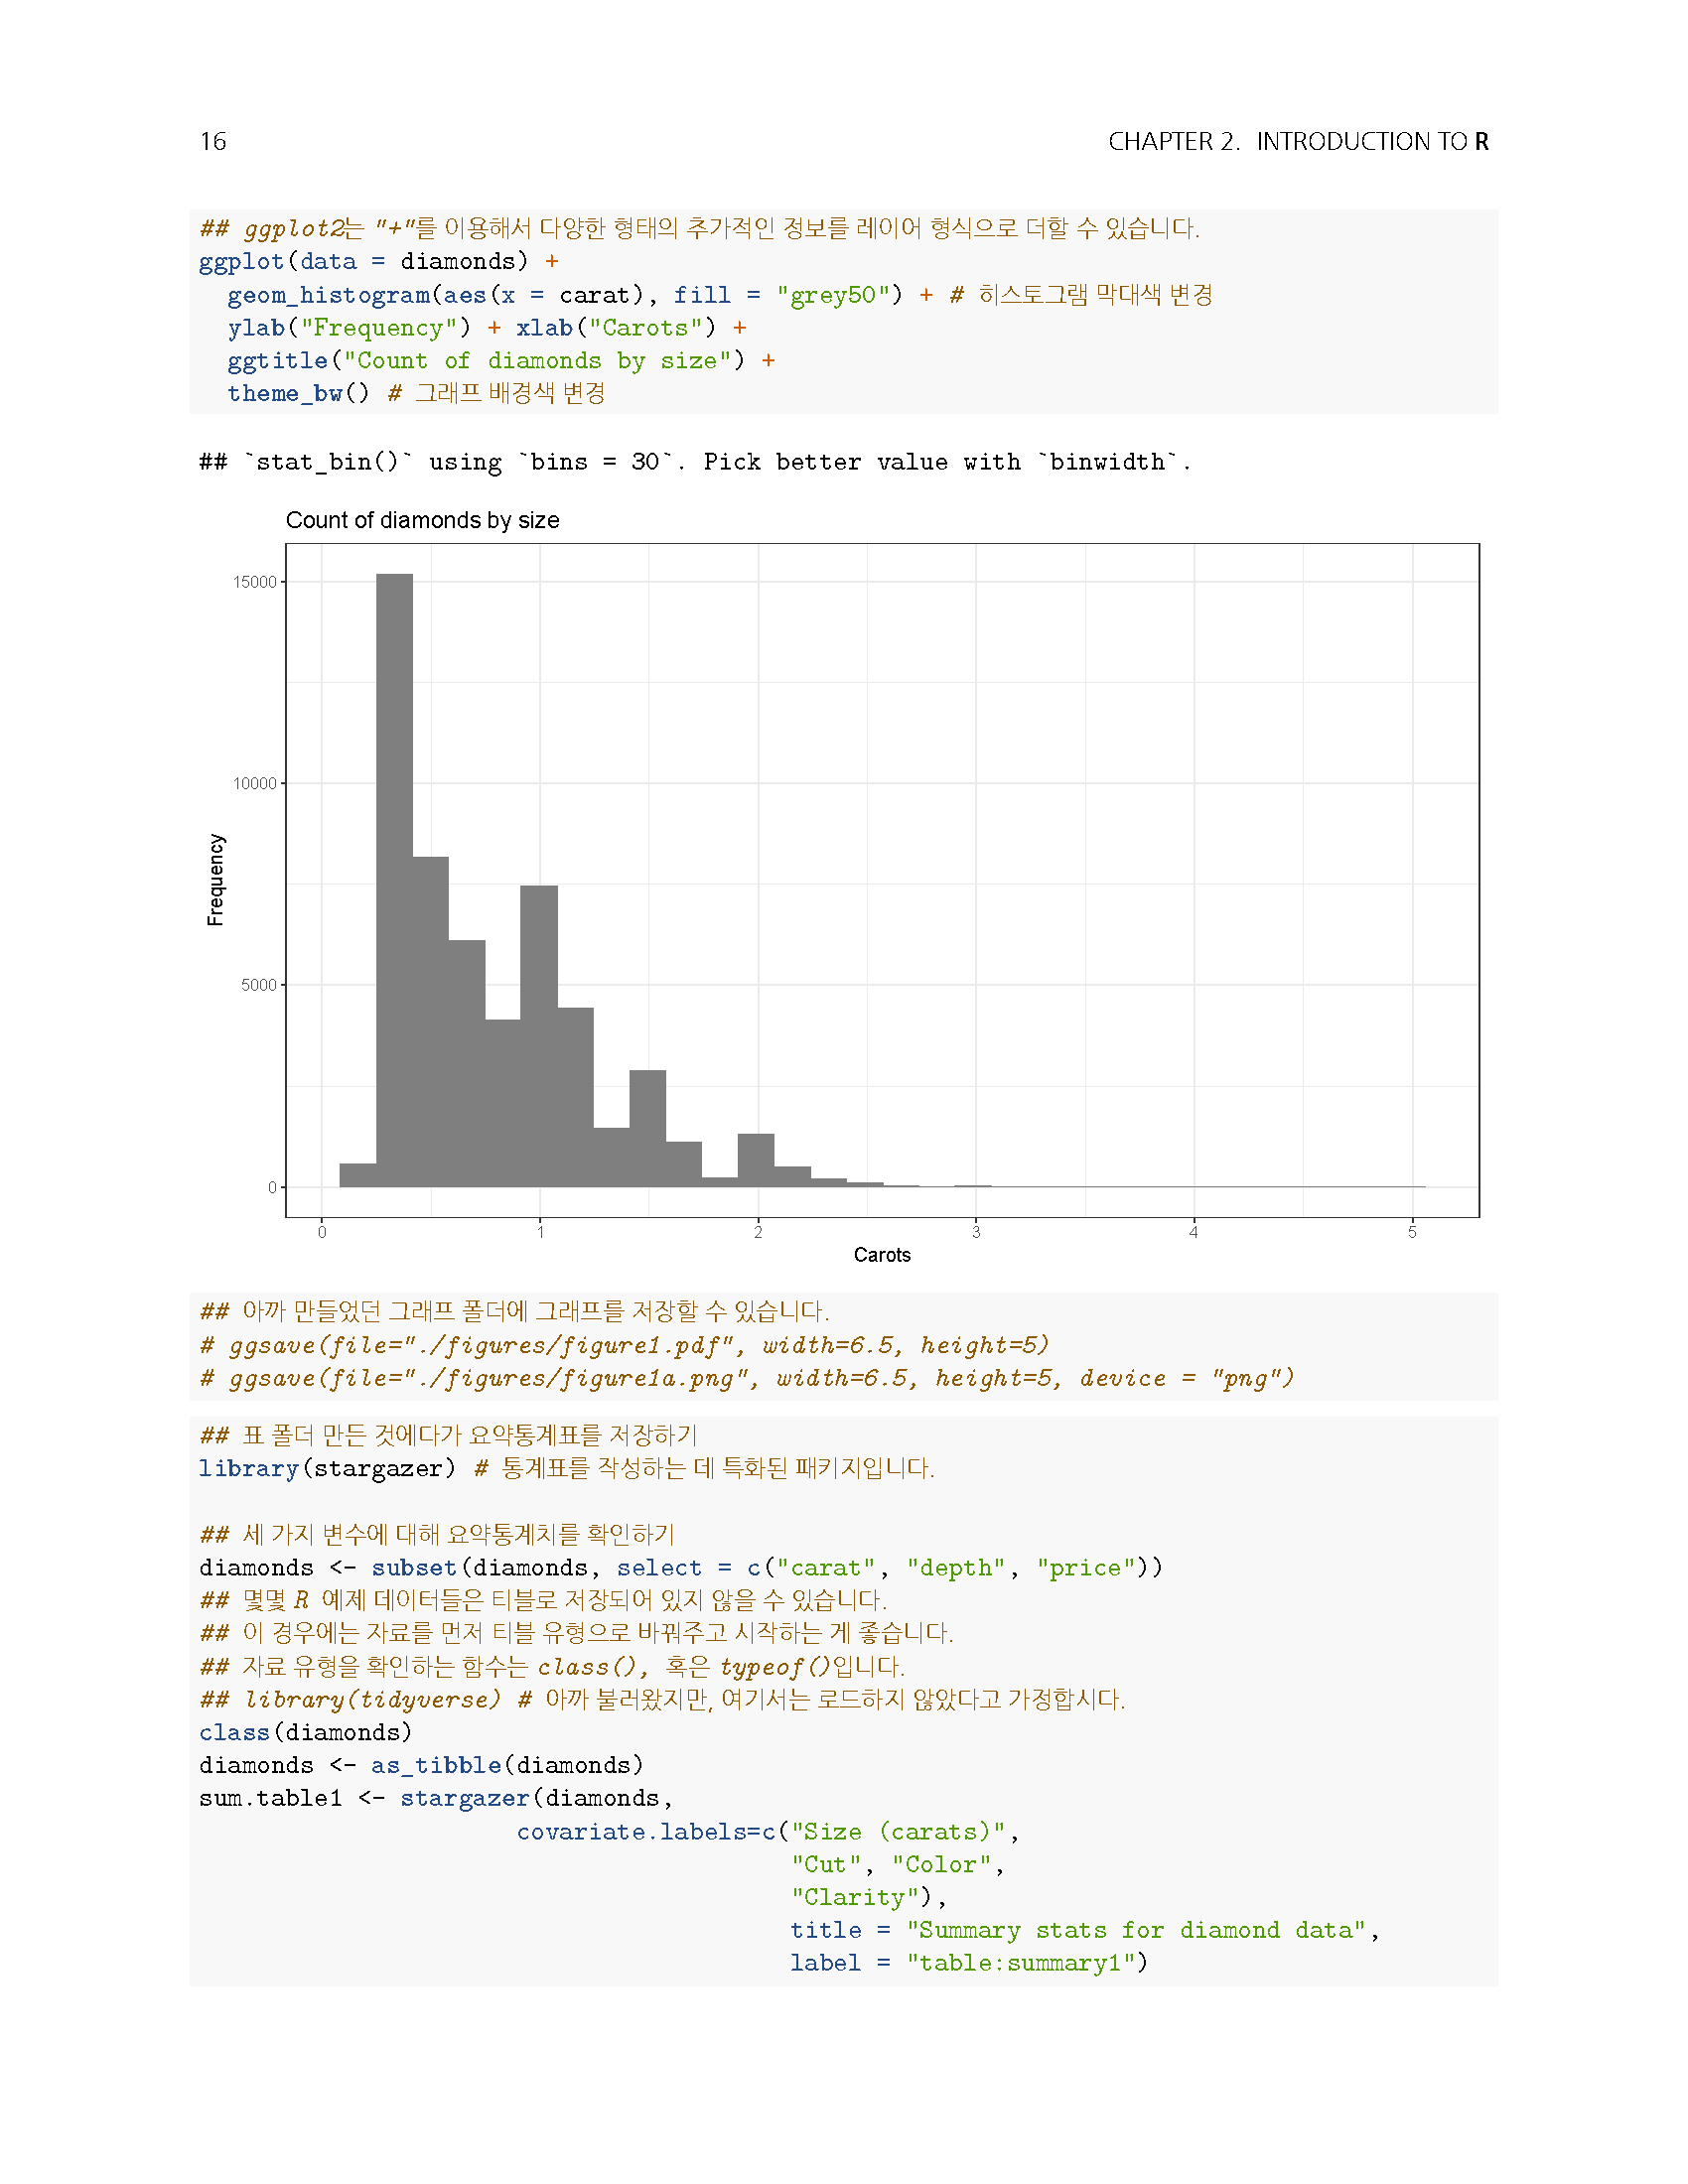 16 CHAPTER 2. INTRODUCTION TO R
## ggplot2는 "+"를 이용해서 다양한 형태의 추가적인 정보를 레이어 형식으로 더할 수 있습니다.
ggplot(data = diamonds) +
  geom_histogram(aes(x = carat), fill = "grey50") + # 히스토그램 막대색 변경
  ylab("Frequency") + xlab("Carots") +
  ggtitle("Count of diamonds by size") +
  theme_bw() # 그래프 배경색 변경
## `stat_bin()` using `bins = 30`. Pick better value with `binwidth`.
Count of diamonds by size
15000
10000
5000
0
Frequency
0 1 2 3 4 5
Carots
## 아까 만들었던 그래프 폴더에 그래프를 저장할 수 있습니다.
# ggsave(file="./figures/figure1.pdf", width=6.5, height=5)
# ggsave(file="./figures/figure1a.png", width=6.5, height=5, device = "png")
## 표 폴더 만든 것에다가 요약통계표를 저장하기
library(stargazer) # 통계표를 작성하는 데 특화된 패키지입니다.
## 세 가지 변수에 대해 요약통계치를 확인하기
diamonds <- subset(diamonds, select = c("carat", "depth", "price"))
## 몇몇 R 예제 데이터들은 티블로 저장되어 있지 않을 수 있습니다.
## 이 경우에는 자료를 먼저 티블 유형으로 바꿔주고 시작하는 게 좋습니다.
## 자료 유형을 확인하는 함수는 class(), 혹은 typeof()입니다.
## library(tidyverse) # 아까 불러왔지만, 여기서는 로드하지 않았다고 가정합시다.
class(diamonds)
diamonds <- as_tibble(diamonds)
sum.table1 <- stargazer(diamonds,
covariate.labels=c("Size (carats)",
"Cut", "Color",
"Clarity"),
title = "Summary stats for diamond data",
label = "table:summary1")